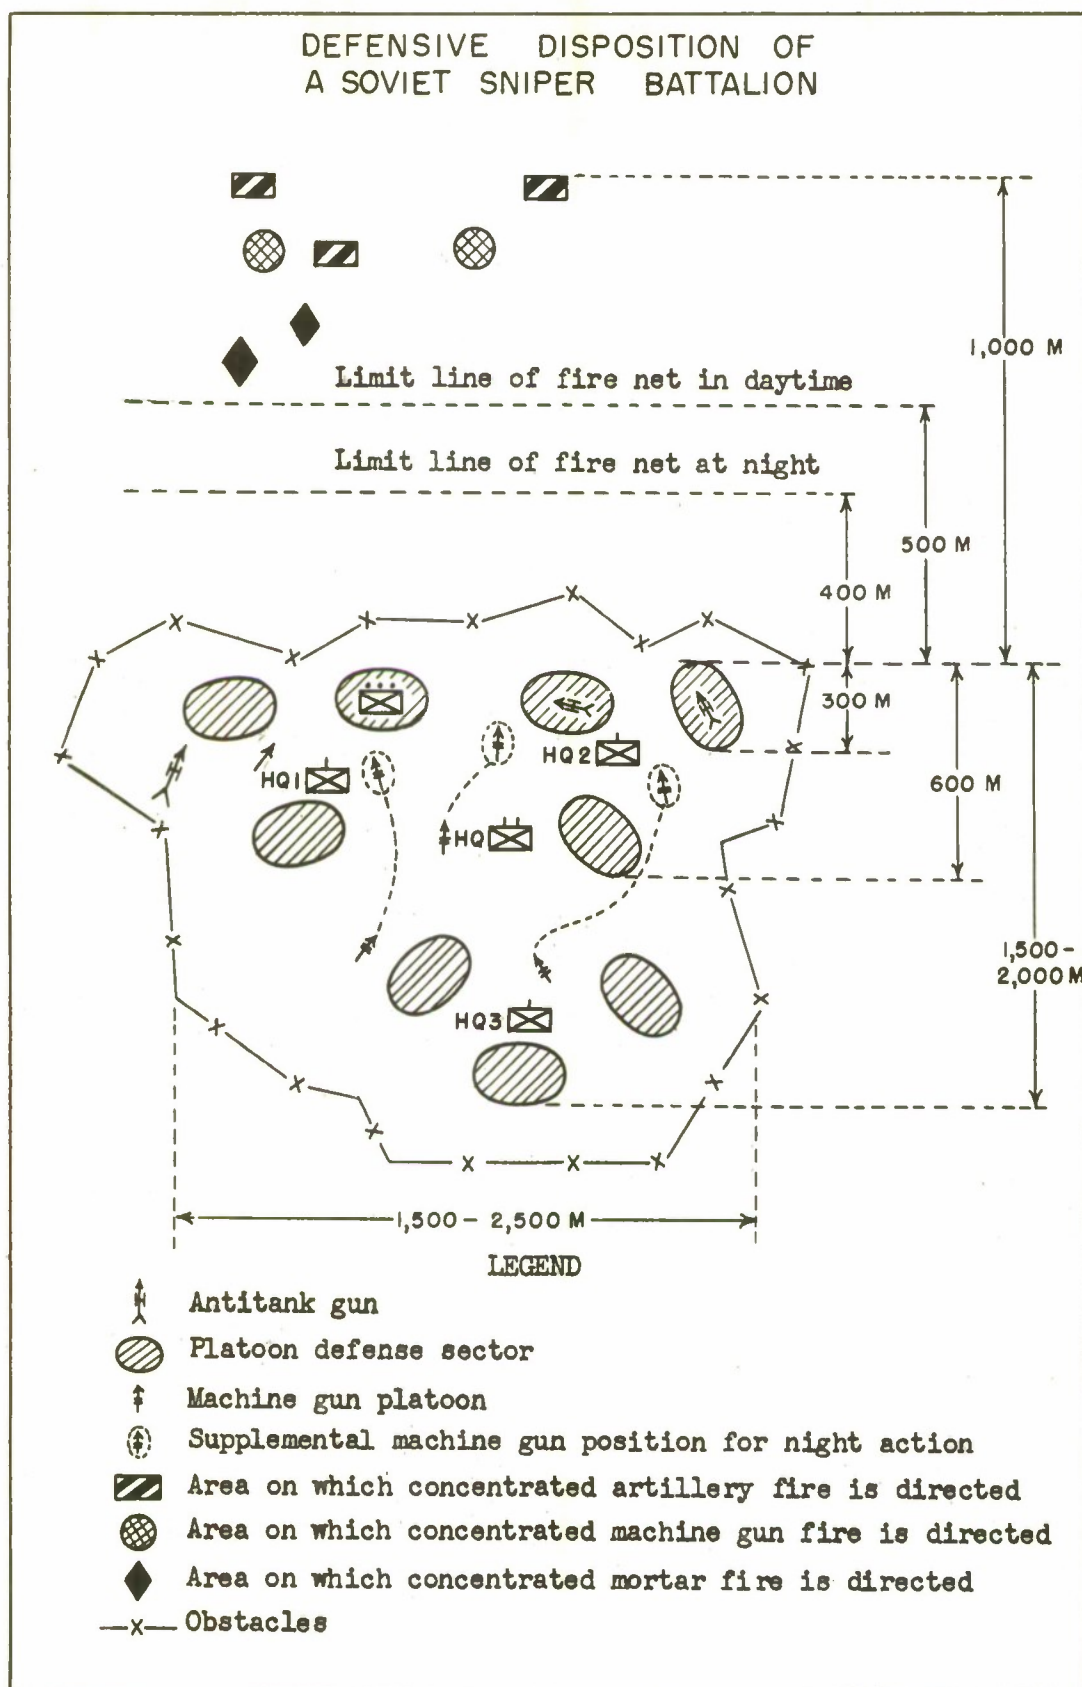 DEFENSIVE DISPOSITION OF
A SOVIET SNIPER BATTALION
1,000 M
Limit line of fire net in daytime
Limit line of fire net at night
500 M
400 M
300 M
HQ1
HQ2
600 M
HQ
1,500-
2,000 M
HQ3
1,500 - 2,500 M
LEGEND
Antitank gun
Platoon defense sector
Machine gun platoon
Supplemental machine gun position for night action
Area on which concentrated artillery fire is directed
Area on which concentrated machine gun fire is directed
Area on which concentrated mortar fire is directed
Obstacles